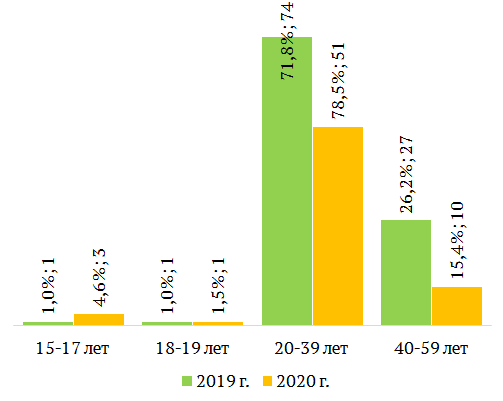 1,0%; 1
4,6%; 3
1,0%; 1
1,5%; 1
71,8%; 74
78,5%; 51
26,2%; 27
15,4%; 10
15-17 лет
18-19 лет
20-39 лет
40-59 лет
2019 г.
2020 г.